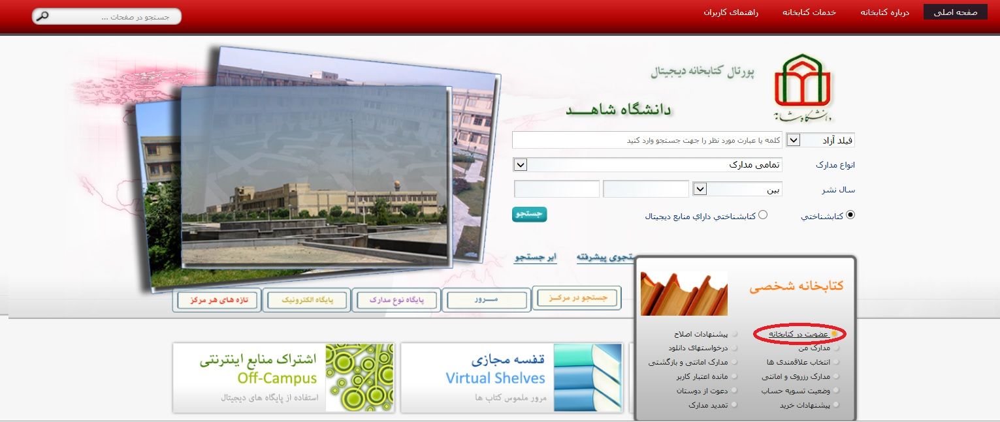 صفحه اصلی
درباره کتابخانه
خدمات کتابخانه
راهنمای کاربران
جستجو در صفحات ...
پورتال کتابخانه دیجیتال
دانشگاه شاهـــد
دانشگاه شاهد
فیلد آزاد
کلمه یا عبارت مورد نظر را جهت جستجو وارد کنید
انواع مدارک
تمامی مدارک
سال نشر
بین
کتابشناختي
کتابشناختي داراي منابع ديجيتال
جستجو
ستجوی پیشرفته
ابر جستجو
جستجو در مرکـز
مـــرور
پایگاه نوع مدارک
پایگاه الکترونیک
تازه های هر مرکز
کتابخانه شخصی
عضویت در کتابخانه
مدارک من
انتخاب علاقمندی ها
مدارک رزروی و امانتی
وضعیت تسویه حساب
پیشنهادات خرید
پیشنهادات اصلاح
درخواستهای دانلود
مدارک امانتی و بازگشتی
مانده اعتبار کاربر
دعوت از دوستان
تمدید مدارک
قفسه مجازی
Virtual Shelves
مرور ملموس کتاب ها
اشتراک منابع اینترنتی
Off-Campus
استفاده از پایگاه های دیجیتال